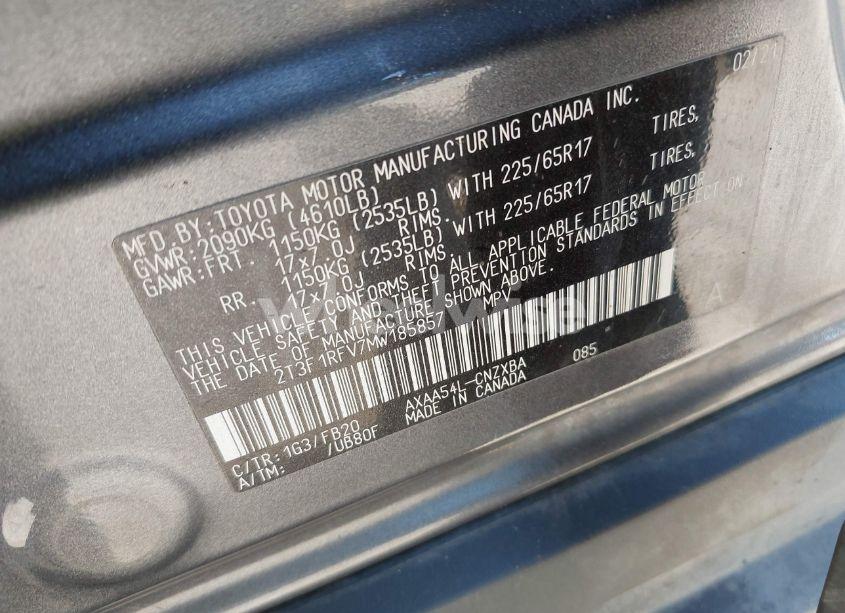 02/21
MFD.BY:TOYOTA MOTOR MANUFACTURING CANADA INC.
GVWR:2090KG (4610LB)
GAWR:FRT. 1150KG (2535LB) WITH 225/65R17 TIRES,
17x7.0J RIMS.
RR. 1150KG (2535LB) WITH 225/65R17 TIRES,
17x7.0J RIMS.
THIS VEHICLE CONFORMS TO ALL APPLICABLE FEDERAL MOTOR
VEHICLE SAFETY AND THEFT PREVENTION STANDARDS IN EFFECT ON
THE DATE OF MANUFACTURE SHOWN ABOVE.
2T3F1RFV7MW185857 MPV
A
C/TR:1G3/FB20 AXAA54L-CNZXBA 085
A/TM: /UB80F MADE IN CANADA